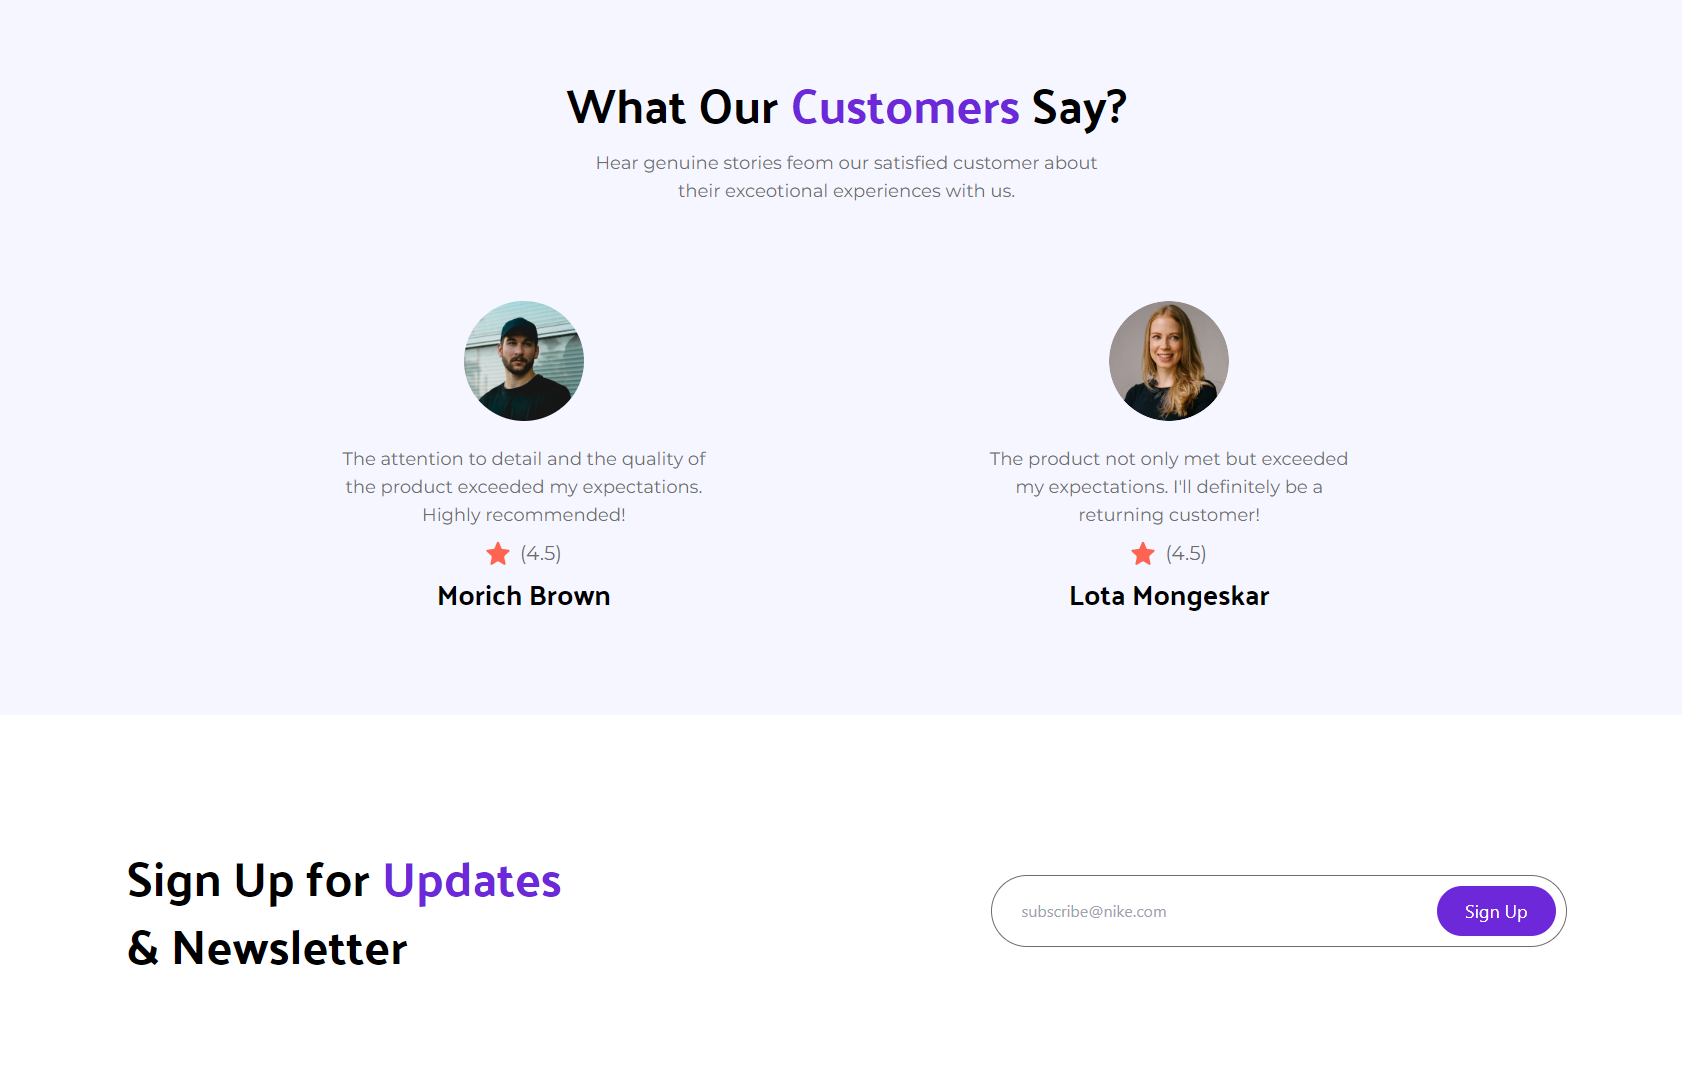 What Our Customers Say?
Hear genuine stories feom our satisfied customer about
their exceotional experiences with us.
The attention to detail and the quality of
the product exceeded my expectations.
Highly recommended!
(4.5)
Morich Brown
The product not only met but exceeded
my expectations. I'll definitely be a
returning customer!
(4.5)
Lota Mongeskar
Sign Up for Updates
& Newsletter
subscribe@nike.com
Sign Up